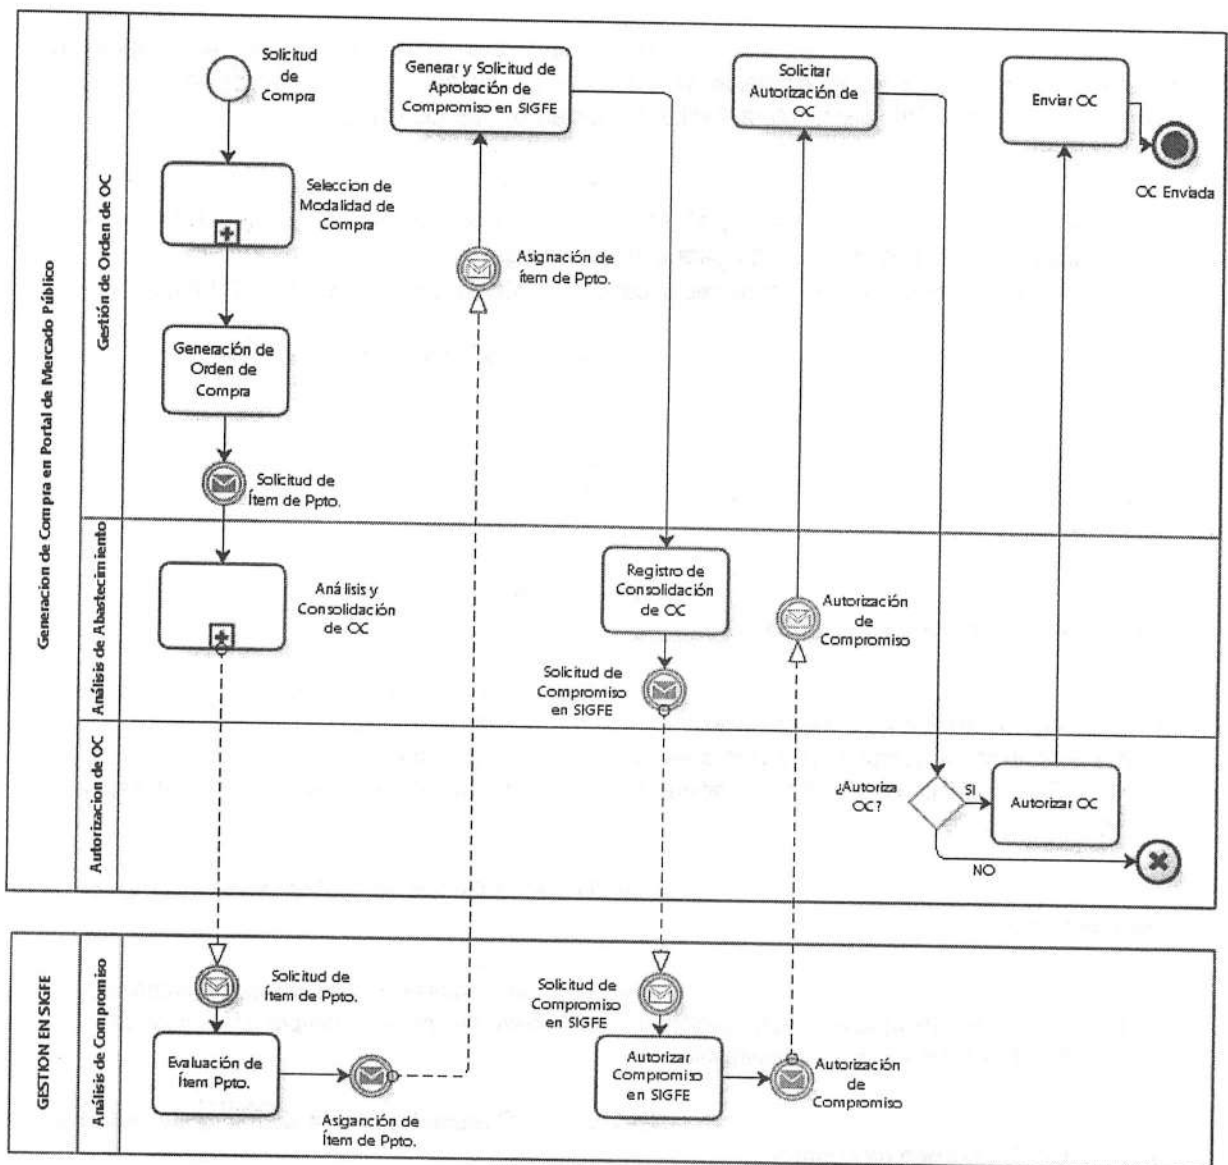 Generacion de Compra en Portal de Mercado Público
Gestión de Orden de OC
Solicitud
de
Compra
Seleccion de
Modalidad de
Compra
Generación de
Orden de
Compra
Solicitud de
Ítem de Ppto.
Generar y Solicitud de
Aprobación de
Compromiso en SIGFE
Asignación de
ítem de Ppto.
Solicitar
Autorización de
OC
Enviar OC
OC Enviada
Análisis de Abastecimiento
Análisis y
Consolidación
de OC
Registro de
Consolidación
de OC
Solicitud de
Compromiso
en SIGFE
Autorización
de
Compromiso
Autorizacion de OC
¿Autoriza
OC?
SI
Autorizar OC
NO
GESTION EN SIGFE
Análisis de Compromiso
Solicitud de
Ítem de Ppto.
Evaluación de
Ítem Ppto.
Asiganción de
Ítem de Ppto.
Solicitud de
Compromiso
en SIGFE
Autorizar
Compromiso
en SIGFE
Autorización
de
Compromiso